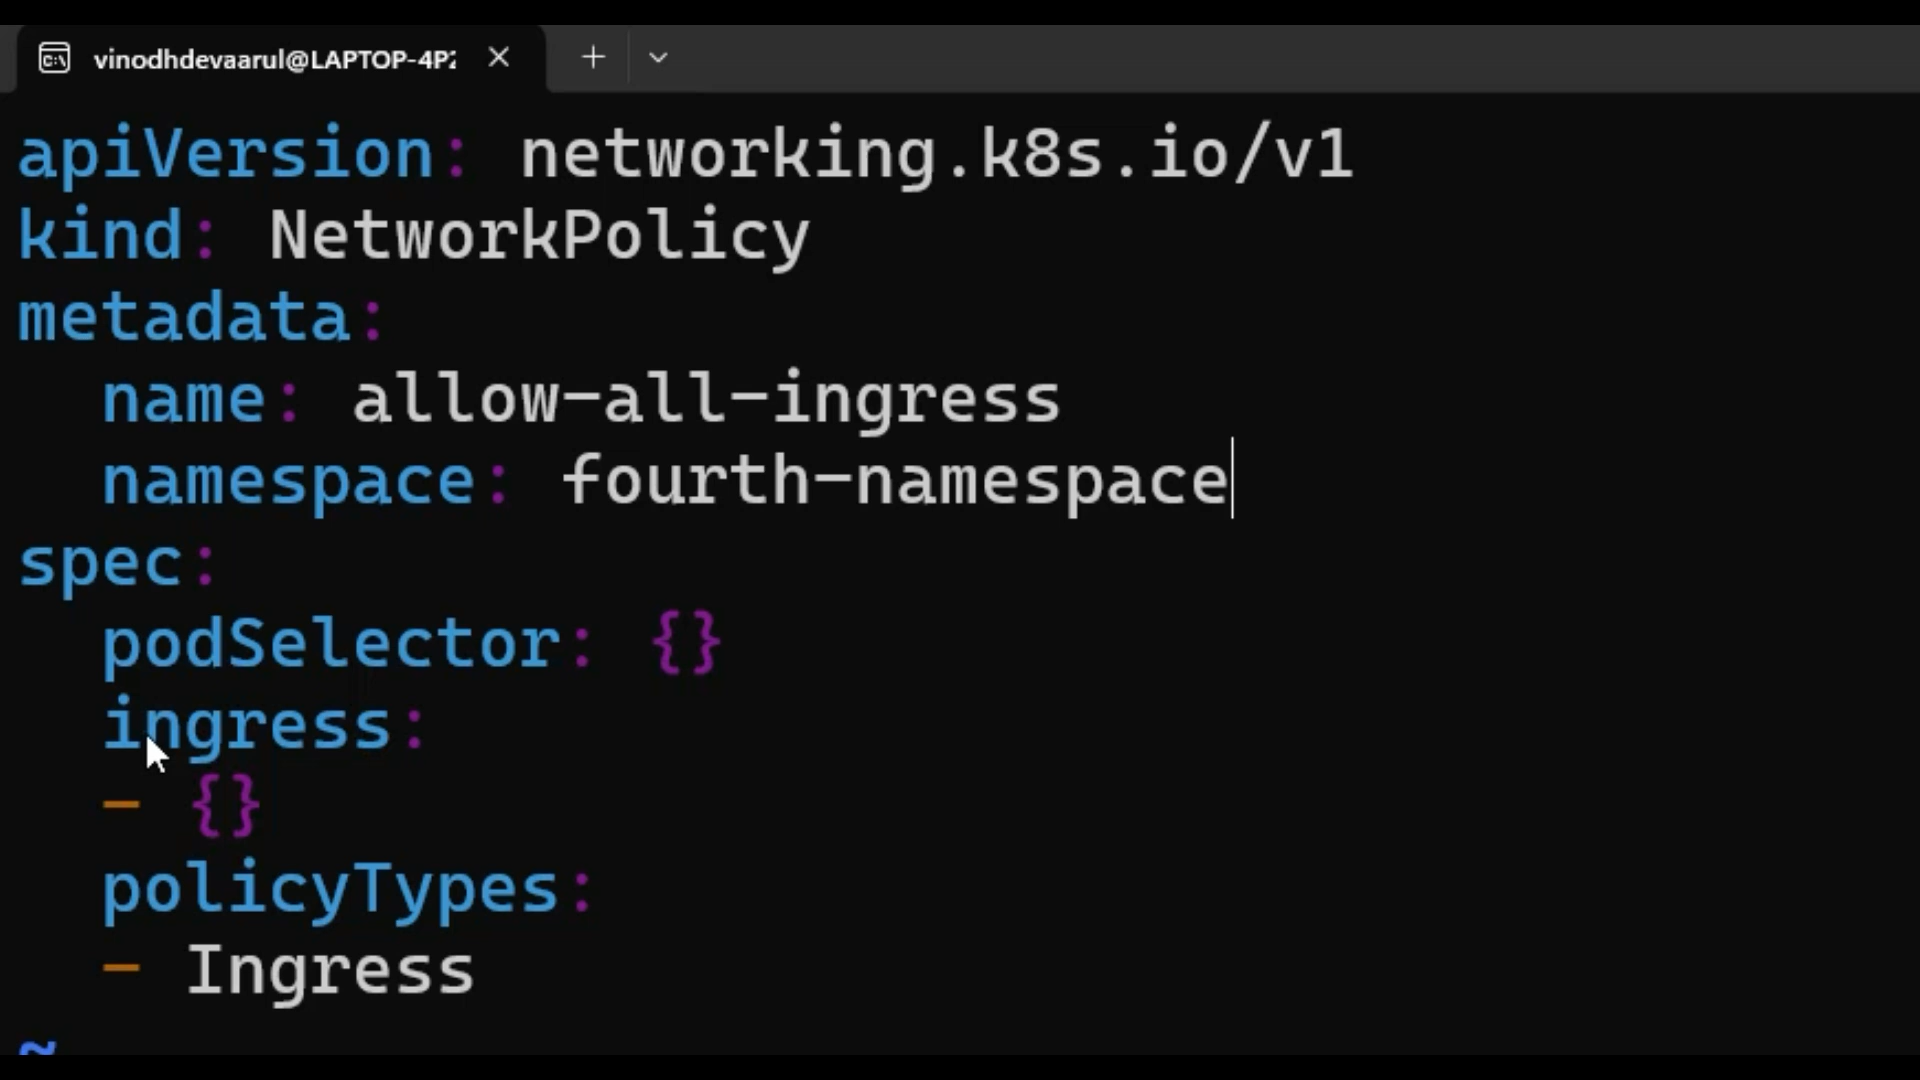 vinodhdevaarul@LAPTOP-4P2
apiVersion: networking.k8s.io/v1
kind: NetworkPolicy
metadata:
  name: allow-all-ingress
  namespace: fourth-namespace
spec:
  podSelector: {}
  ingress:
  - {}
  policyTypes:
  - Ingress
~